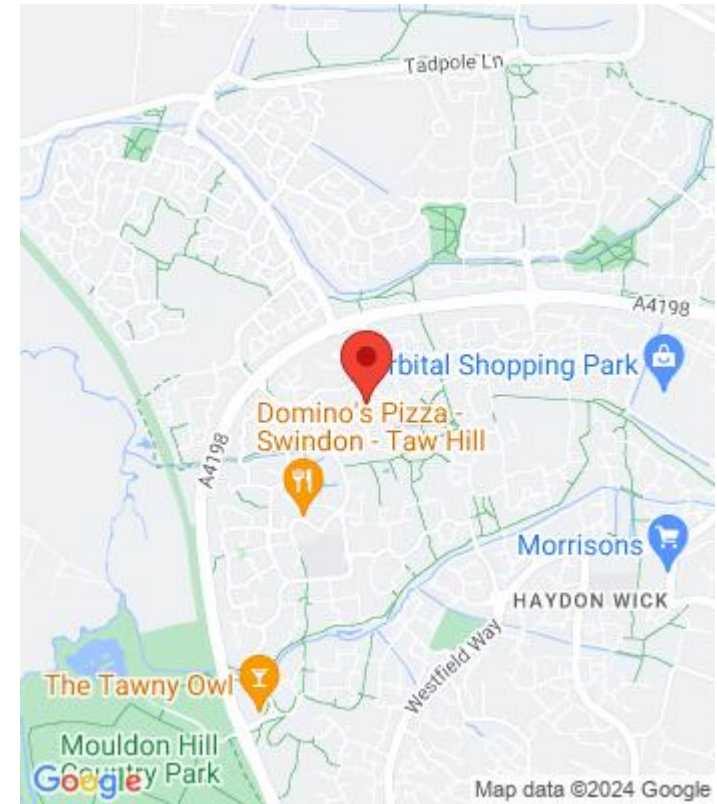 Tadpole Ln
A4198
rbital Shopping Park
Domino's Pizza -
Swindon - Taw Hill
A4198
Morrisons
HAYDON WICK
Westfield Way
The Tawny Owl
Mouldon Hill
Country Park
Google
Map data ©2024 Google